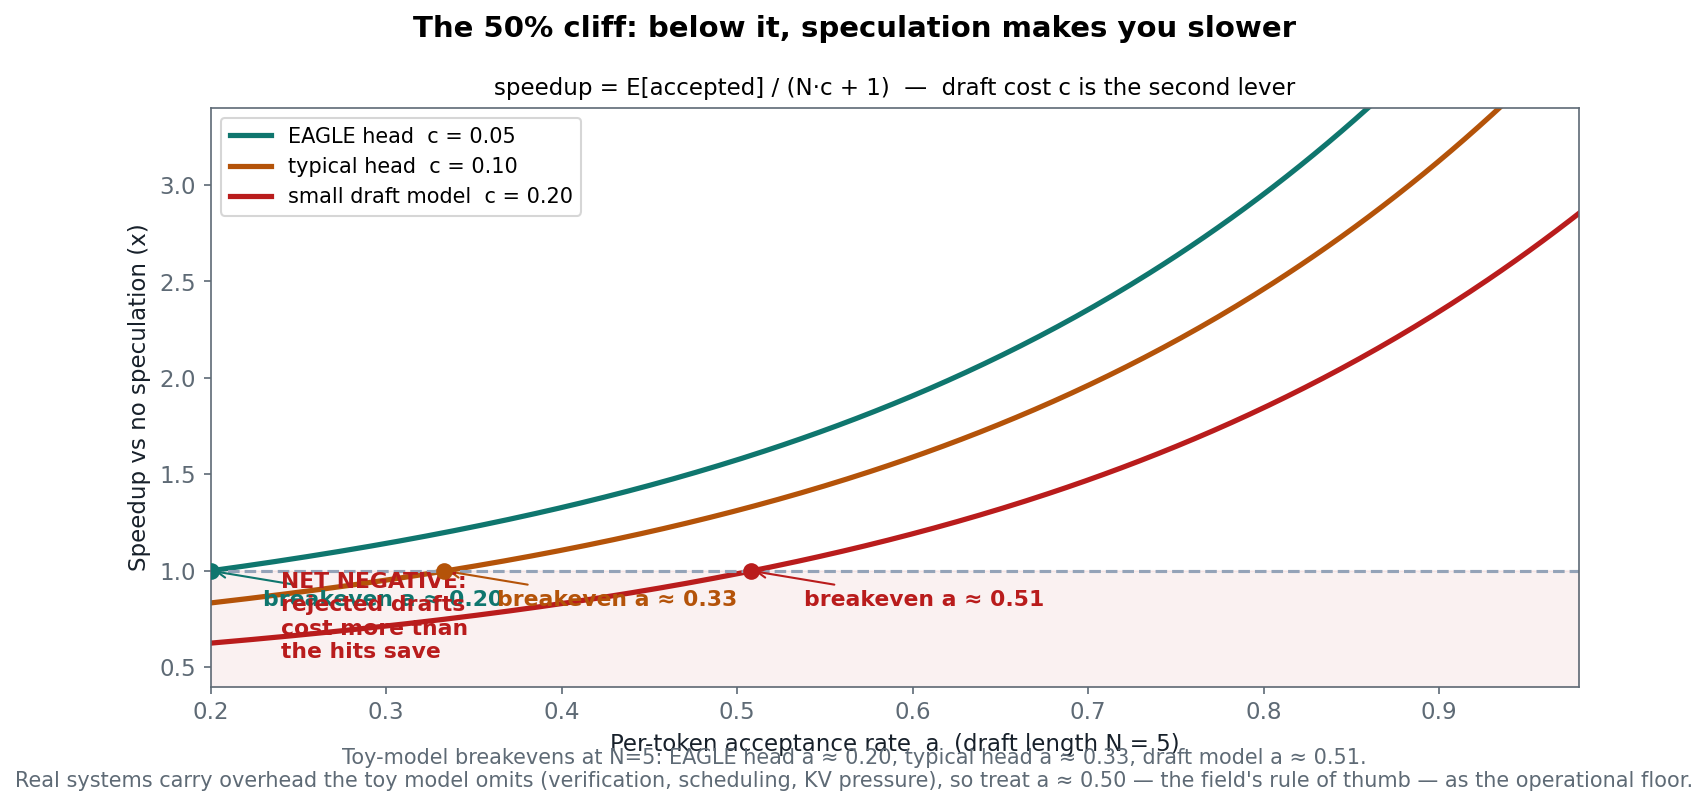 The 50% cliff: below it, speculation makes you slower
speedup = E[accepted] / (N·c + 1)  —  draft cost c is the second lever
EAGLE head  c = 0.05
typical head  c = 0.10
small draft model  c = 0.20
Speedup vs no speculation (x)
3.0
2.5
2.0
1.5
1.0
0.5
NET NEGATIVE:
rejected drafts
cost more than
the hits save
breakeven a ≈ 0.20
breakeven a ≈ 0.33
breakeven a ≈ 0.51
0.2
0.3
0.4
0.5
0.6
0.7
0.8
0.9
Per-token acceptance rate  a  (draft length N = 5)
Toy-model breakevens at N=5: EAGLE head a ≈ 0.20, typical head a ≈ 0.33, draft model a ≈ 0.51.
Real systems carry overhead the toy model omits (verification, scheduling, KV pressure), so treat a ≈ 0.50 — the field's rule of thumb — as the operational floor.